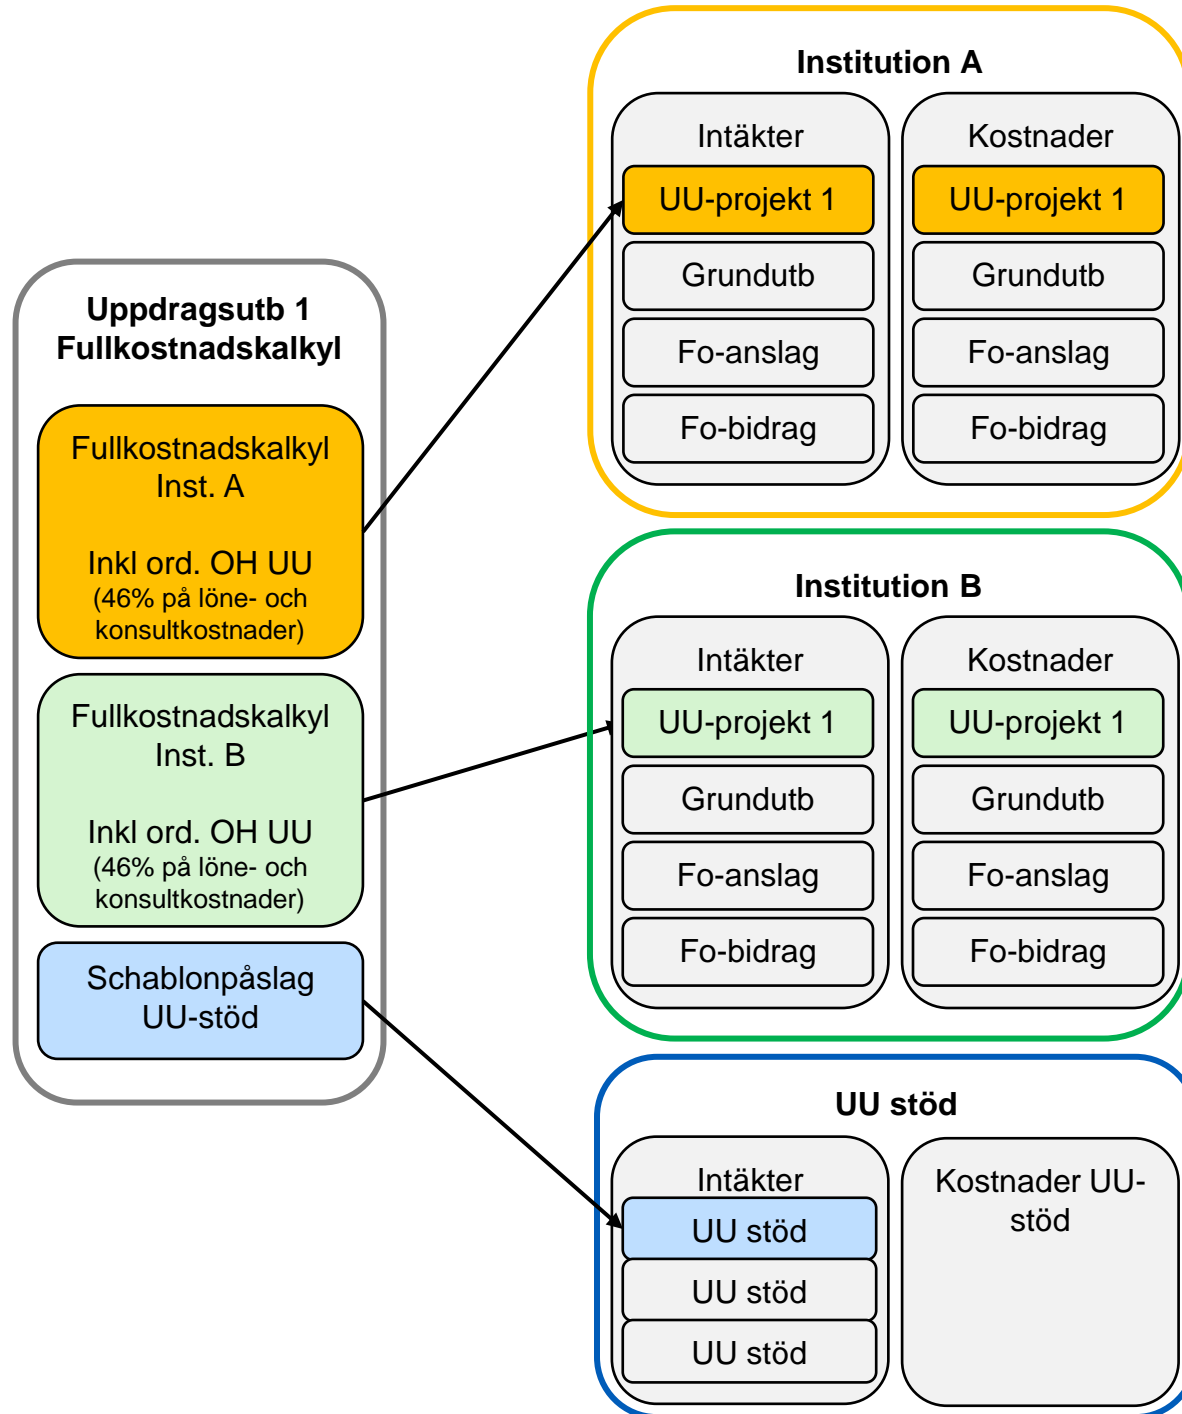 Uppdragsutb 1
Fullkostnadskalkyl
Fullkostnadskalkyl
Inst. A
Inkl ord. OH UU
(46% på löne- och
konsultkostnader)
Fullkostnadskalkyl
Inst. B
Inkl ord. OH UU
(46% på löne- och
konsultkostnader)
Schablonpåslag
UU-stöd
Institution A
Intäkter
UU-projekt 1
Grundutb
Fo-anslag
Fo-bidrag
Kostnader
UU-projekt 1
Grundutb
Fo-anslag
Fo-bidrag
Institution B
Intäkter
UU-projekt 1
Grundutb
Fo-anslag
Fo-bidrag
Kostnader
UU-projekt 1
Grundutb
Fo-anslag
Fo-bidrag
UU stöd
Intäkter
UU stöd
UU stöd
UU stöd
Kostnader UU-
stöd